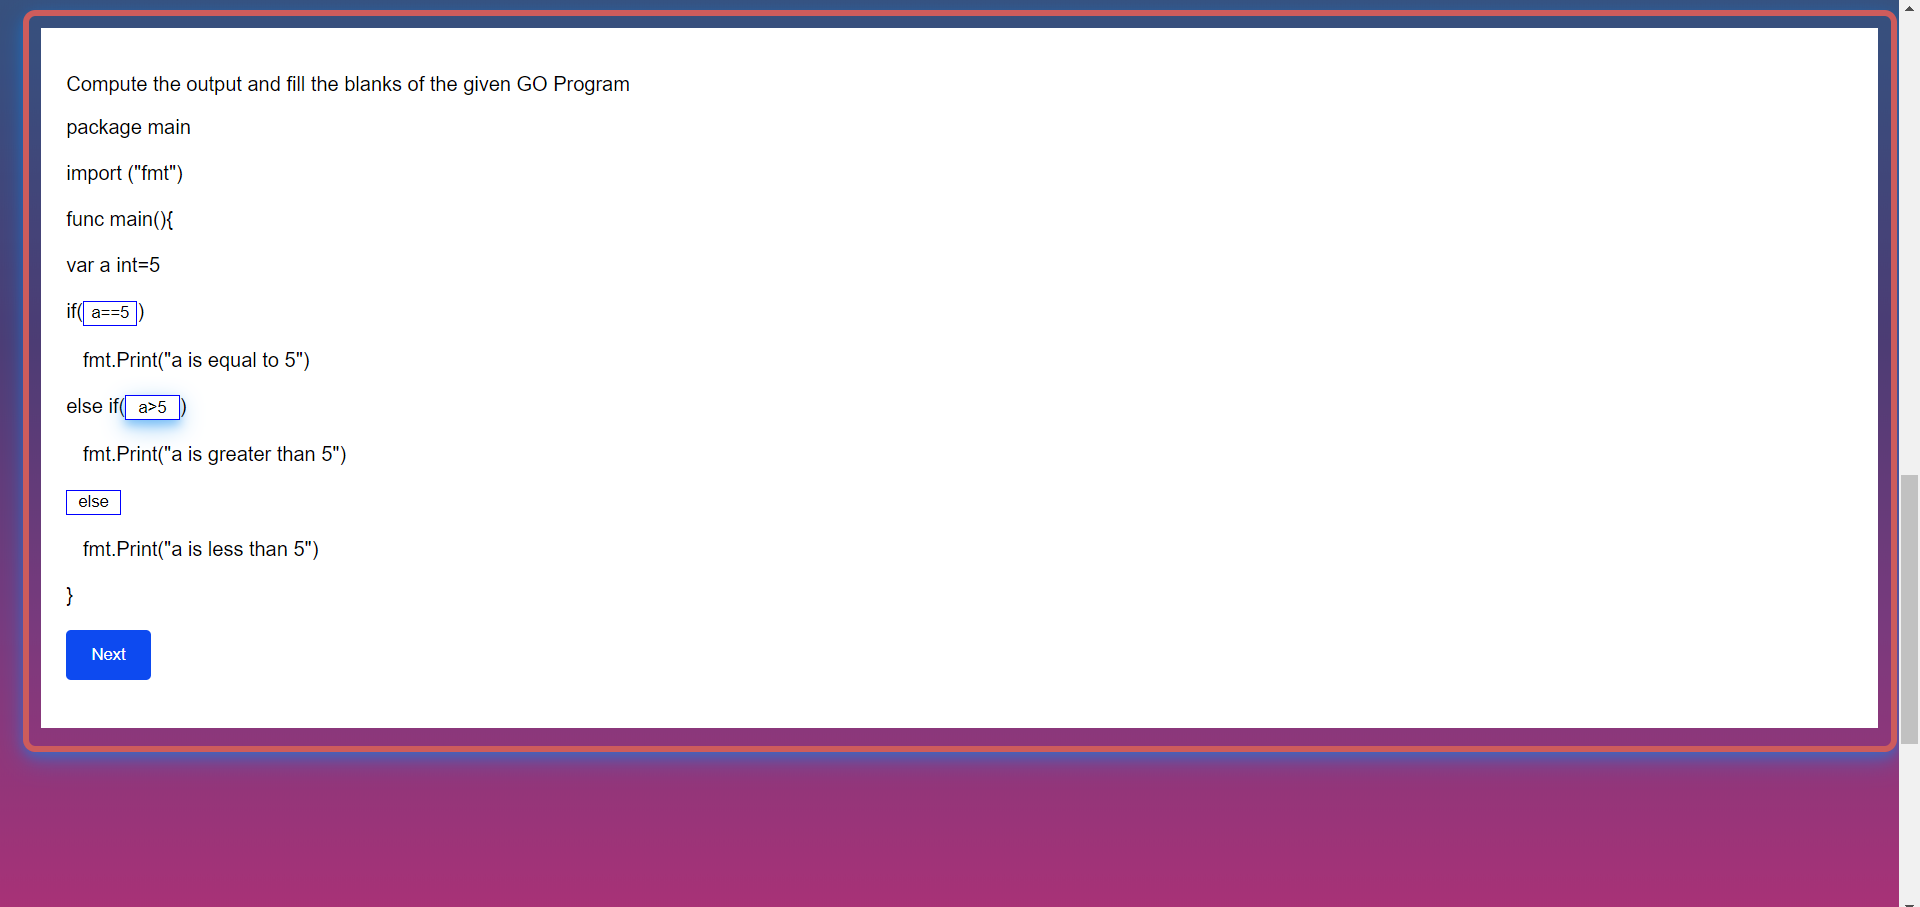 Compute the output and fill the blanks of the given GO Program
package main
import ("fmt")
func main(){
var a int=5
if(a==5)
fmt.Print("a is equal to 5")
else if(a>5)
fmt.Print("a is greater than 5")
else
fmt.Print("a is less than 5")
}
Next